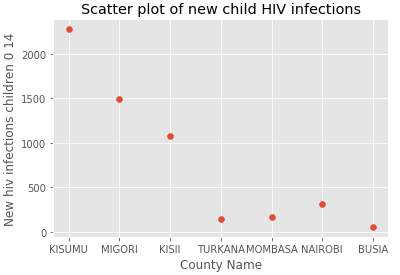 Scatter plot of new child HIV infections
New hiv infections children 0 14
2000
1500
1000
500
0
KISUMU MIGORI KISII TURKANA MOMBASA NAIROBI BUSIA
County Name